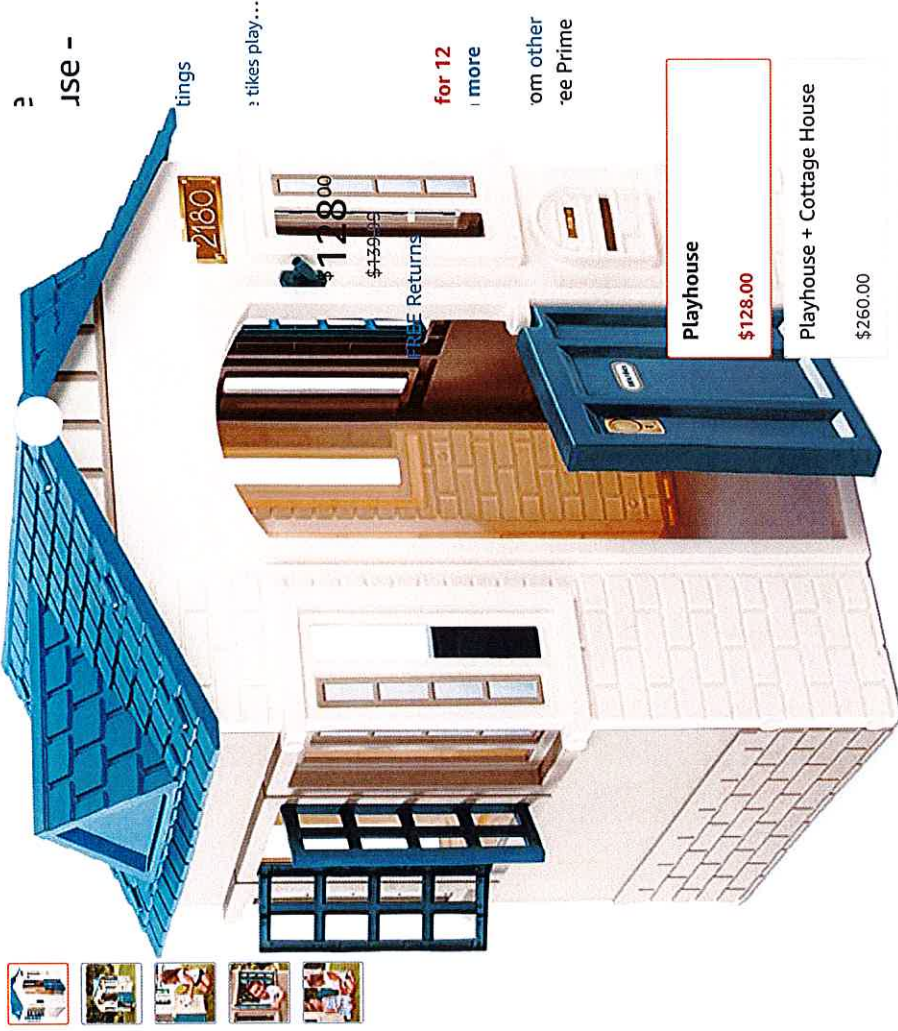 use -
tings
e tikes play...
2180
$128.00
$139.99
FREE Returns
for 12
more
om other
ee Prime
Playhouse
$128.00
Playhouse + Cottage House
$260.00